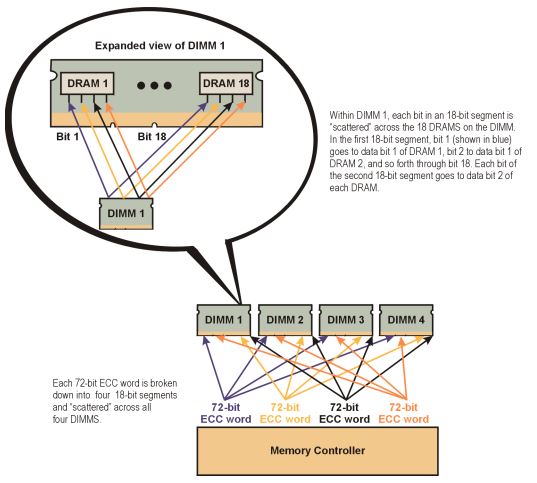 Expanded view of DIMM 1
DRAM 1
DRAM 18
Bit 1
Bit 18
DIMM 1
Within DIMM 1, each bit in an 18-bit segment is
"scattered" across the 18 DRAMS on the DIMM.
In the first 18-bit segment, bit 1 (shown in blue)
goes to data bit 1 of DRAM 1, bit 2 to data bit 1 of
DRAM 2, and so forth through bit 18. Each bit of
the second 18-bit segment goes to data bit 2 of
each DRAM.
DIMM 1
DIMM 2
DIMM 3
DIMM 4
Each 72-bit ECC word is broken
down into four 18-bit segments
and "scattered" across all
four DIMMS.
72-bit
ECC word
72-bit
ECC word
72-bit
ECC word
72-bit
ECC word
Memory Controller